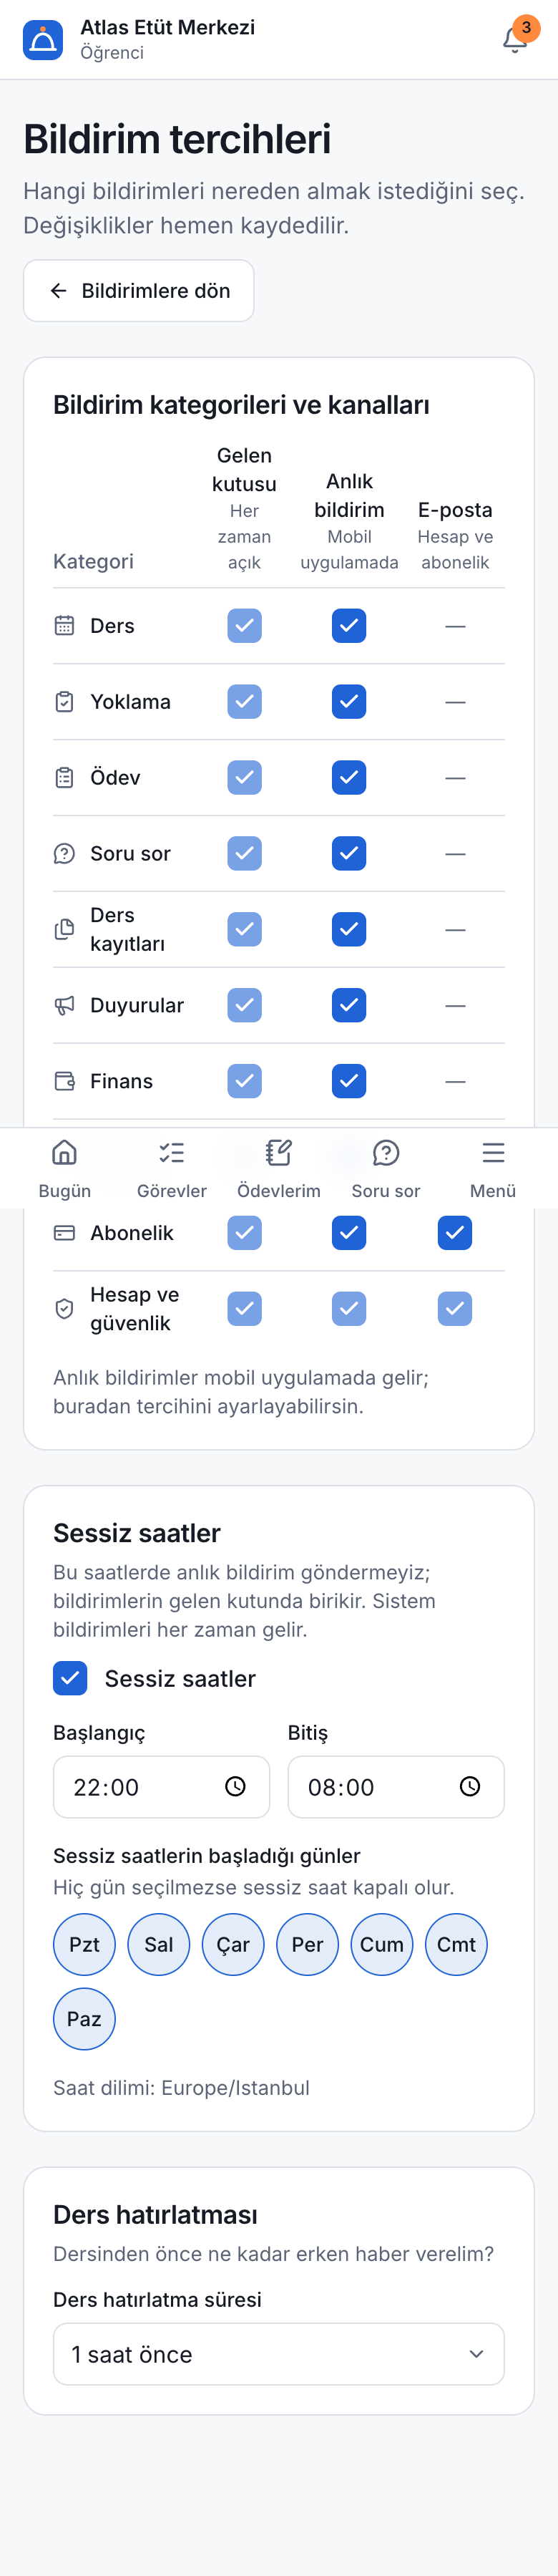 Atlas Etüt Merkezi
Öğrenci
3
Bildirim tercihleri
Hangi bildirimleri nereden almak istediğini seç.
Değişiklikler hemen kaydedilir.
← Bildirimlere dön
Bildirim kategorileri ve kanalları
Kategori
Gelen
kutusu
Her
zaman
açık
Anlık
bildirim
Mobil
uygulamada
E-posta
Hesap ve
abonelik
Ders —
Yoklama —
Ödev —
Soru sor —
Ders
kayıtları —
Duyurular —
Finans —
Bugün Görevler Ödevlerim Soru sor Menü
Abonelik
Hesap ve
güvenlik
Anlık bildirimler mobil uygulamada gelir;
buradan tercihini ayarlayabilirsin.
Sessiz saatler
Bu saatlerde anlık bildirim göndermeyiz;
bildirimlerin gelen kutunda birikir. Sistem
bildirimleri her zaman gelir.
Sessiz saatler
Başlangıç Bitiş
22:00 08:00
Sessiz saatlerin başladığı günler
Hiç gün seçilmezse sessiz saat kapalı olur.
Pzt Sal Çar Per Cum Cmt
Paz
Saat dilimi: Europe/Istanbul
Ders hatırlatması
Dersinden önce ne kadar erken haber verelim?
Ders hatırlatma süresi
1 saat önce